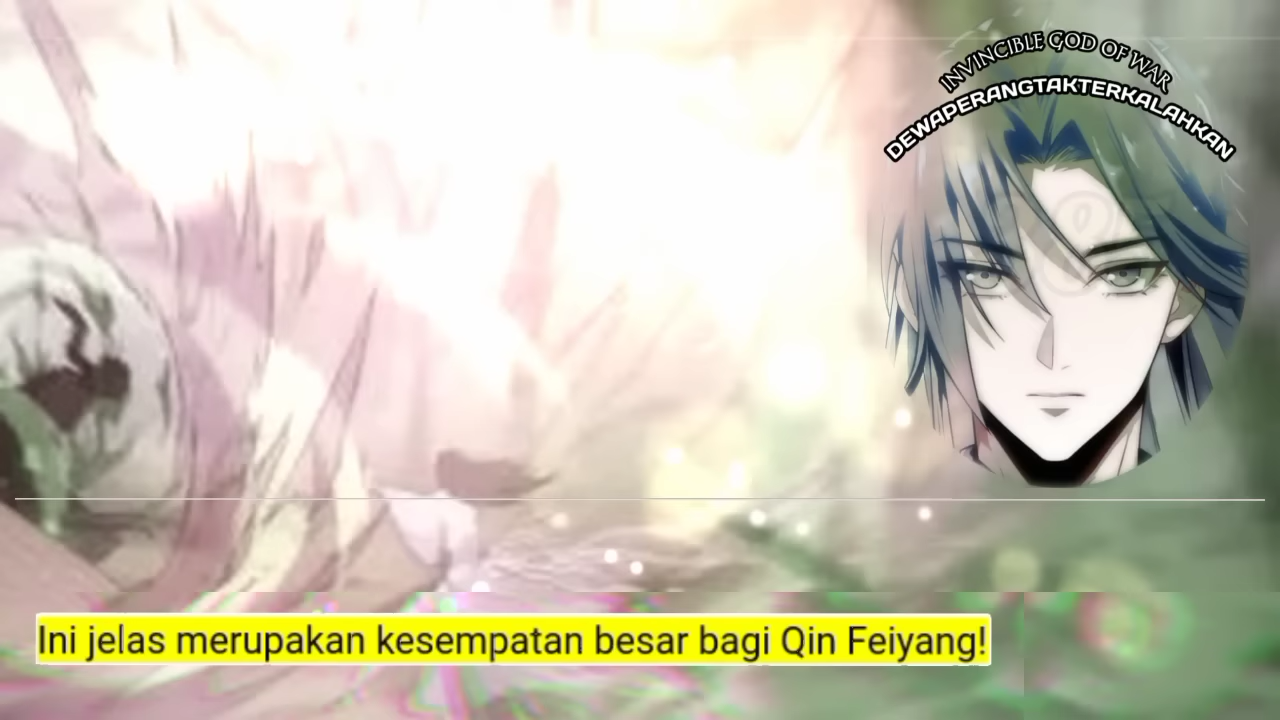 INVINCIBLE GOD OF WAR
DEWAPERANGTAKTERKALAHKAN
Ini jelas merupakan kesempatan besar bagi Qin Feiyang!